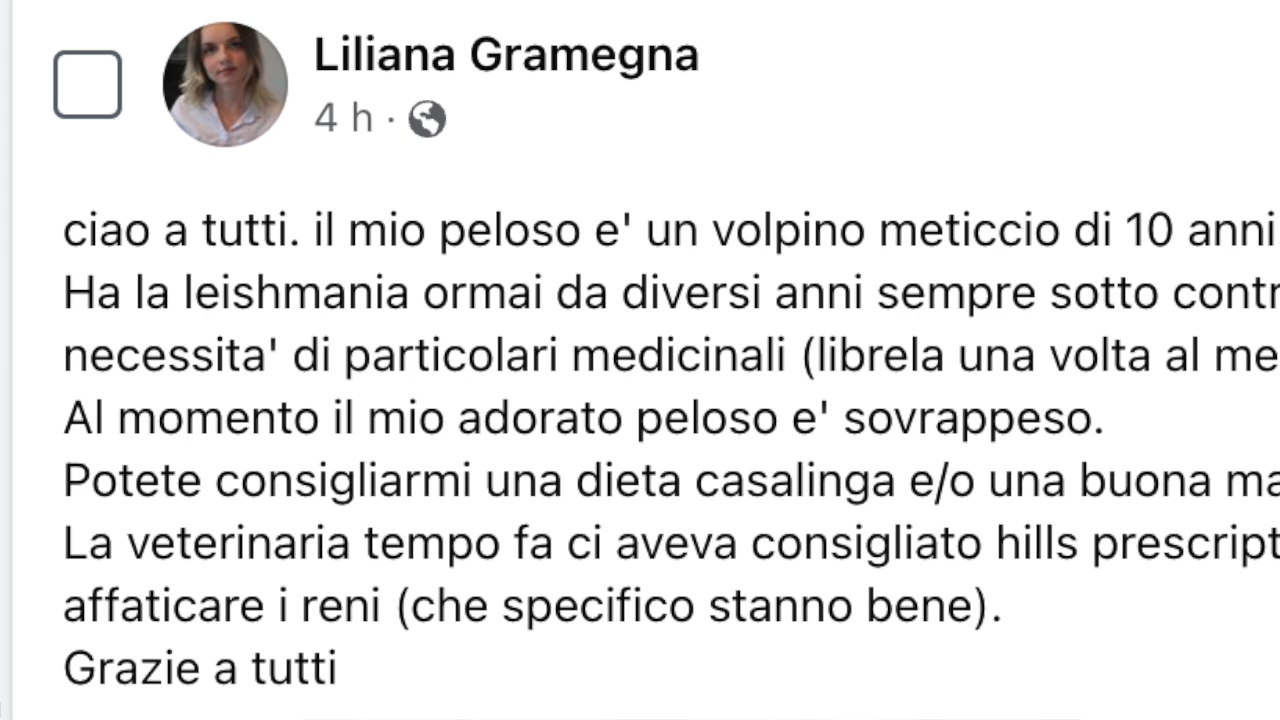 Liliana Gramegna
4 h ·
ciao a tutti. il mio peloso e' un volpino meticcio di 10 anni
Ha la leishmania ormai da diversi anni sempre sotto
necessita' di particolari medicinali (librela una volta al
Al momento il mio adorato peloso e' sovrappeso.
Potete consigliarmi una dieta casalinga e/o una buona
La veterinaria tempo fa ci aveva consigliato hills
affaticare i reni (che specifico stanno bene).
Grazie a tutti